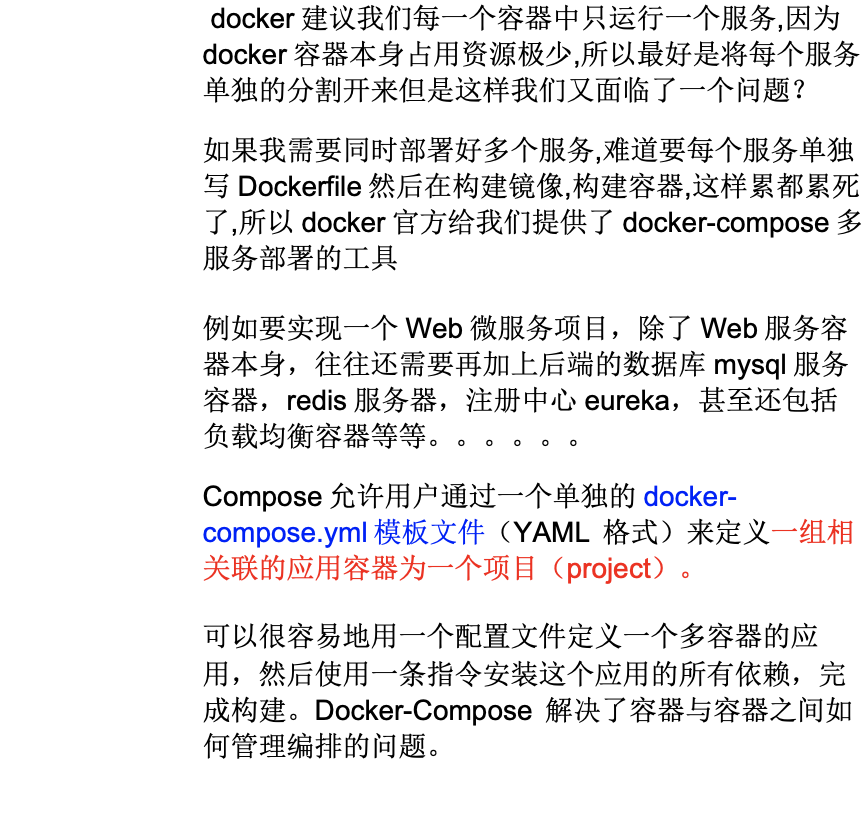 docker 建议我们每一个容器中只运行一个服务,因为
docker 容器本身占用资源极少,所以最好是将每个服务
单独的分割开来但是这样我们又面临了一个问题？
如果我需要同时部署好多个服务,难道要每个服务单独
写 Dockerfile 然后在构建镜像,构建容器,这样累都累死
了,所以 docker 官方给我们提供了 docker-compose 多
服务部署的工具
例如要实现一个 Web 微服务项目，除了 Web 服务容
器本身，往往还需要再加上后端的数据库 mysql 服务
容器，redis 服务器，注册中心 eureka，甚至还包括
负载均衡容器等等。。。。。。
Compose 允许用户通过一个单独的 docker-
compose.yml 模板文件（YAML 格式）来定义一组相
关联的应用容器为一个项目（project）。
可以很容易地用一个配置文件定义一个多容器的应
用，然后使用一条指令安装这个应用的所有依赖，完
成构建。Docker-Compose 解决了容器与容器之间如
何管理编排的问题。